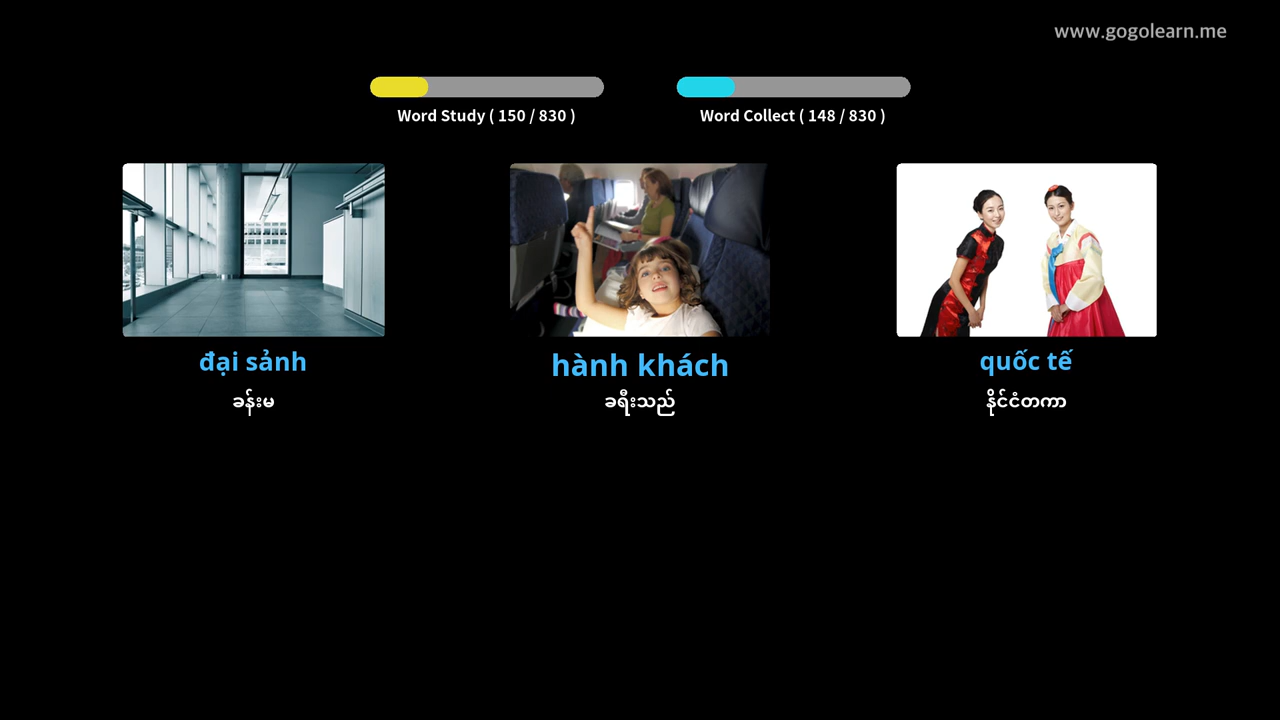 www.gogolearn.me
Word Study ( 150 / 830 )
Word Collect ( 148 / 830 )
đại sảnh
hành khách
quốc tế
ခန်းမ
ခရီးသည်
နိုင်ငံတကာ